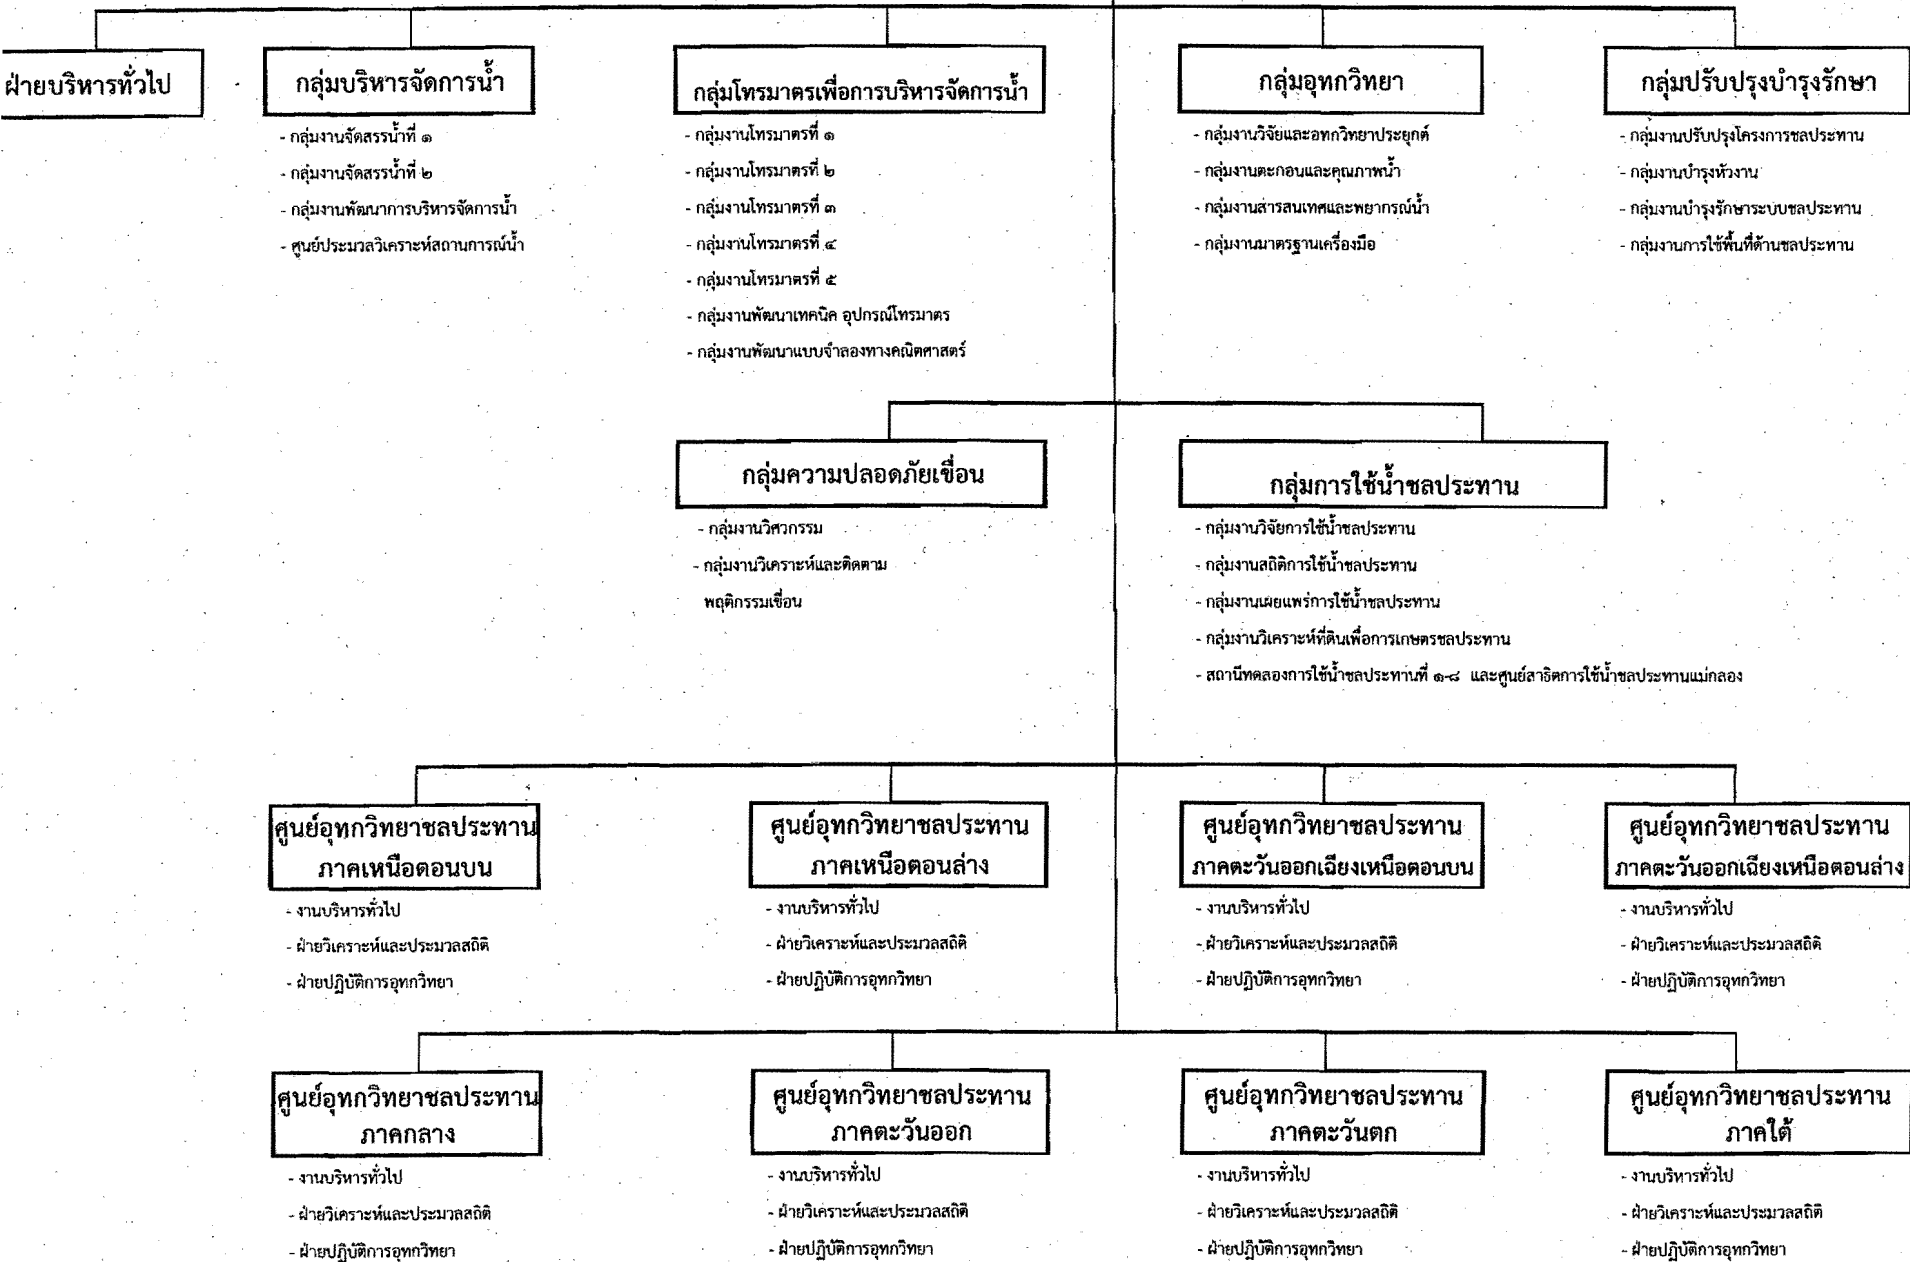 ฝ่ายบริหารทั่วไป
กลุ่มบริหารจัดการน้ำ
- กลุ่มงานจัดสรรน้ำที่ ๑
- กลุ่มงานจัดสรรน้ำที่ ๒
- กลุ่มงานพัฒนาการบริหารจัดการน้ำ
- ศูนย์ประมวลวิเคราะห์สถานการณ์น้ำ
กลุ่มโทรมาตรเพื่อการบริหารจัดการน้ำ
- กลุ่มงานโทรมาตรที่ ๑
- กลุ่มงานโทรมาตรที่ ๒
- กลุ่มงานโทรมาตรที่ ๓
- กลุ่มงานโทรมาตรที่ ๔
- กลุ่มงานโทรมาตรที่ ๕
- กลุ่มงานพัฒนาเทคนิค อุปกรณ์โทรมาตร
- กลุ่มงานพัฒนาแบบจำลองทางคณิตศาสตร์
กลุ่มอุทกวิทยา
- กลุ่มงานวิจัยและอทกวิทยาประยุกต์
- กลุ่มงานตะกอนและคุณภาพน้ำ
- กลุ่มงานสารสนเทศและพยากรณ์น้ำ
- กลุ่มงานมาตรฐานเครื่องมือ
กลุ่มปรับปรุงบำรุงรักษา
- กลุ่มงานปรับปรุงโครงการชลประทาน
- กลุ่มงานบำรุงหัวงาน
- กลุ่มงานบำรุงรักษาระบบชลประทาน
- กลุ่มงานการใช้พื้นที่ด้านชลประทาน
กลุ่มความปลอดภัยเขื่อน
- กลุ่มงานวิศวกรรม
- กลุ่มงานวิเคราะห์และติดตาม
พฤติกรรมเขื่อน
กลุ่มการใช้น้ำชลประทาน
- กลุ่มงานวิจัยการใช้น้ำชลประทาน
- กลุ่มงานสถิติการใช้น้ำชลประทาน
- กลุ่มงานเผยแพร่การใช้น้ำชลประทาน
- กลุ่มงานวิเคราะห์ที่ดินเพื่อการเกษตรชลประทาน
- สถานีทดลองการใช้น้ำชลประทานที่ ๑-๘ และศูนย์สาธิตการใช้น้ำชลประทานแม่กลอง
ศูนย์อุทกวิทยาชลประทาน
ภาคเหนือตอนบน
- งานบริหารทั่วไป
- ฝ่ายวิเคราะห์และประมวลสถิติ
- ฝ่ายปฏิบัติการอุทกวิทยา
ศูนย์อุทกวิทยาชลประทาน
ภาคเหนือตอนล่าง
- งานบริหารทั่วไป
- ฝ่ายวิเคราะห์และประมวลสถิติ
- ฝ่ายปฏิบัติการอุทกวิทยา
ศูนย์อุทกวิทยาชลประทาน
ภาคตะวันออกเฉียงเหนือตอนบน
- งานบริหารทั่วไป
- ฝ่ายวิเคราะห์และประมวลสถิติ
- ฝ่ายปฏิบัติการอุทกวิทยา
ศูนย์อุทกวิทยาชลประทาน
ภาคตะวันออกเฉียงเหนือตอนล่าง
- งานบริหารทั่วไป
- ฝ่ายวิเคราะห์และประมวลสถิติ
- ฝ่ายปฏิบัติการอุทกวิทยา
ศูนย์อุทกวิทยาชลประทาน
ภาคกลาง
- งานบริหารทั่วไป
- ฝ่ายวิเคราะห์และประมวลสถิติ
- ฝ่ายปฏิบัติการอุทกวิทยา
ศูนย์อุทกวิทยาชลประทาน
ภาคตะวันออก
- งานบริหารทั่วไป
- ฝ่ายวิเคราะห์และประมวลสถิติ
- ฝ่ายปฏิบัติการอุทกวิทยา
ศูนย์อุทกวิทยาชลประทาน
ภาคตะวันตก
- งานบริหารทั่วไป
- ฝ่ายวิเคราะห์และประมวลสถิติ
- ฝ่ายปฏิบัติการอุทกวิทยา
ศูนย์อุทกวิทยาชลประทาน
ภาคใต้
- งานบริหารทั่วไป
- ฝ่ายวิเคราะห์และประมวลสถิติ
- ฝ่ายปฏิบัติการอุทกวิทยา